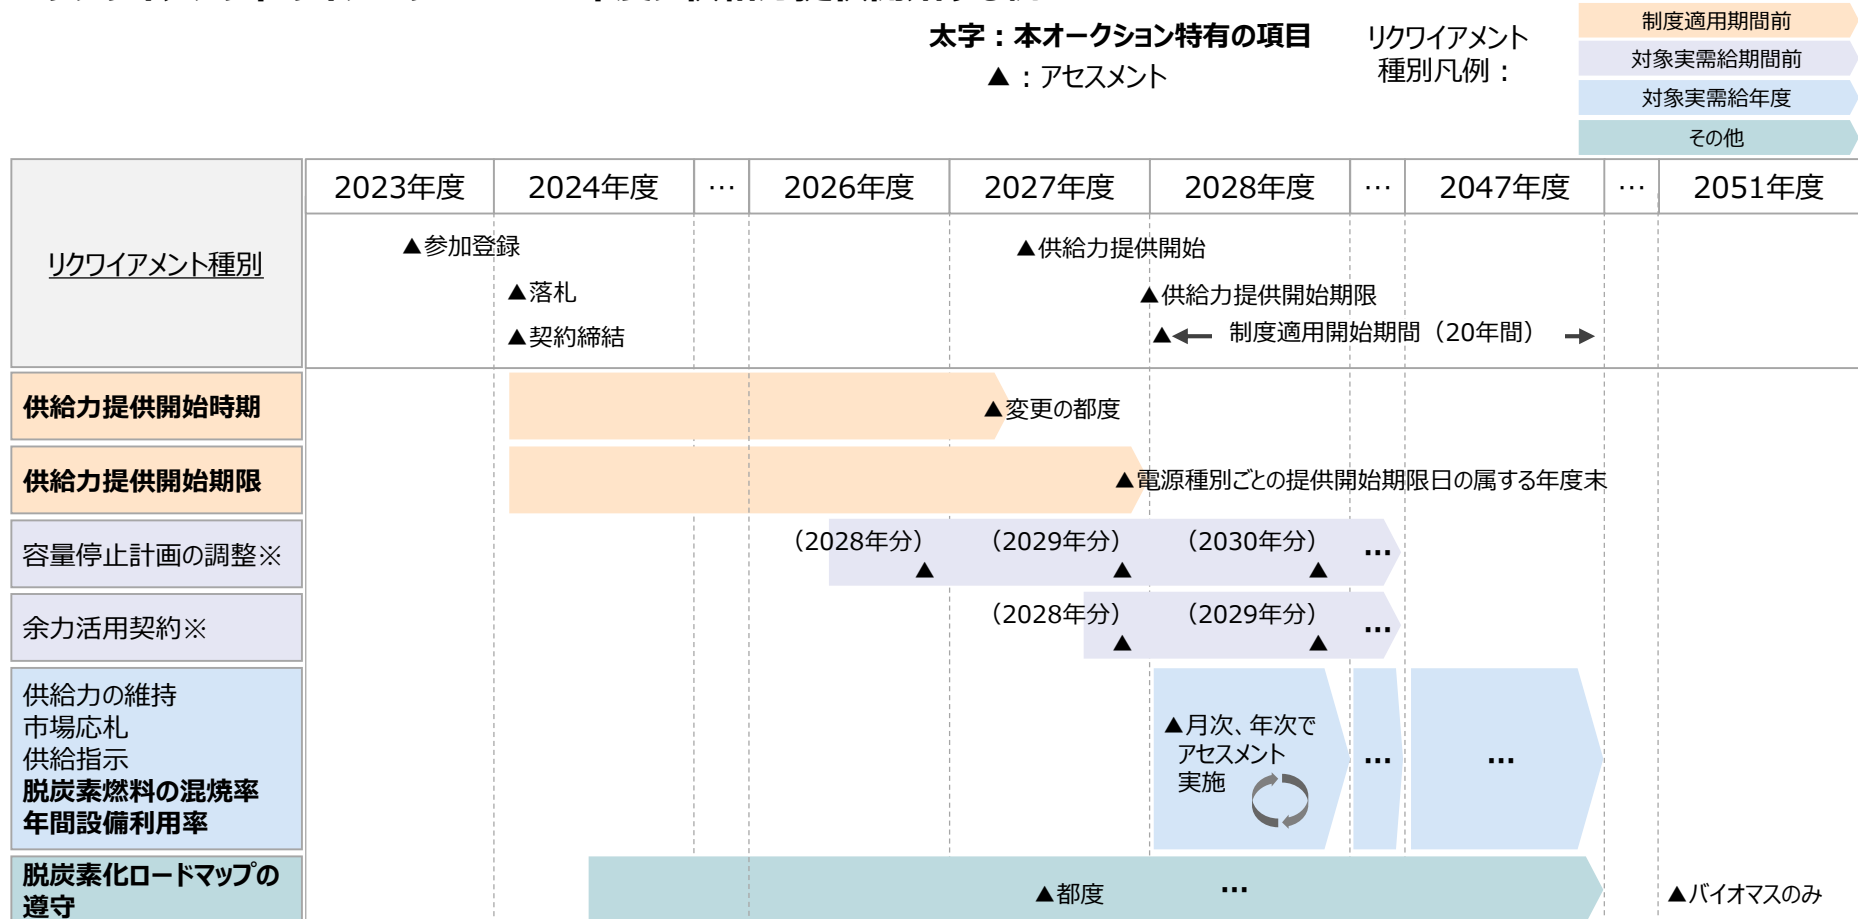 太字：本オークション特有の項目
▲：アセスメント
リクワイアメント
種別凡例：
制度適用期間前
対象実需給期間前
対象実需給年度
その他
リクワイアメント種別
2023年度
2024年度
…
2026年度
2027年度
2028年度
…
2047年度
…
2051年度
▲参加登録
▲供給力提供開始
▲落札
▲供給力提供開始期限
▲契約締結
▲
制度適用開始期間（20年間）
供給力提供開始時期
▲変更の都度
供給力提供開始期限
▲電源種別ごとの提供開始期限日の属する年度末
容量停止計画の調整※
（2028年分）
▲
（2029年分）
▲
（2030年分）
▲
…
余力活用契約※
（2028年分）
▲
（2029年分）
▲
…
供給力の維持
市場応札
供給指示
脱炭素燃料の混焼率
年間設備利用率
▲月次、年次で
アセスメント
実施
…
…
脱炭素化ロードマップの
遵守
▲都度
…
▲バイオマスのみ